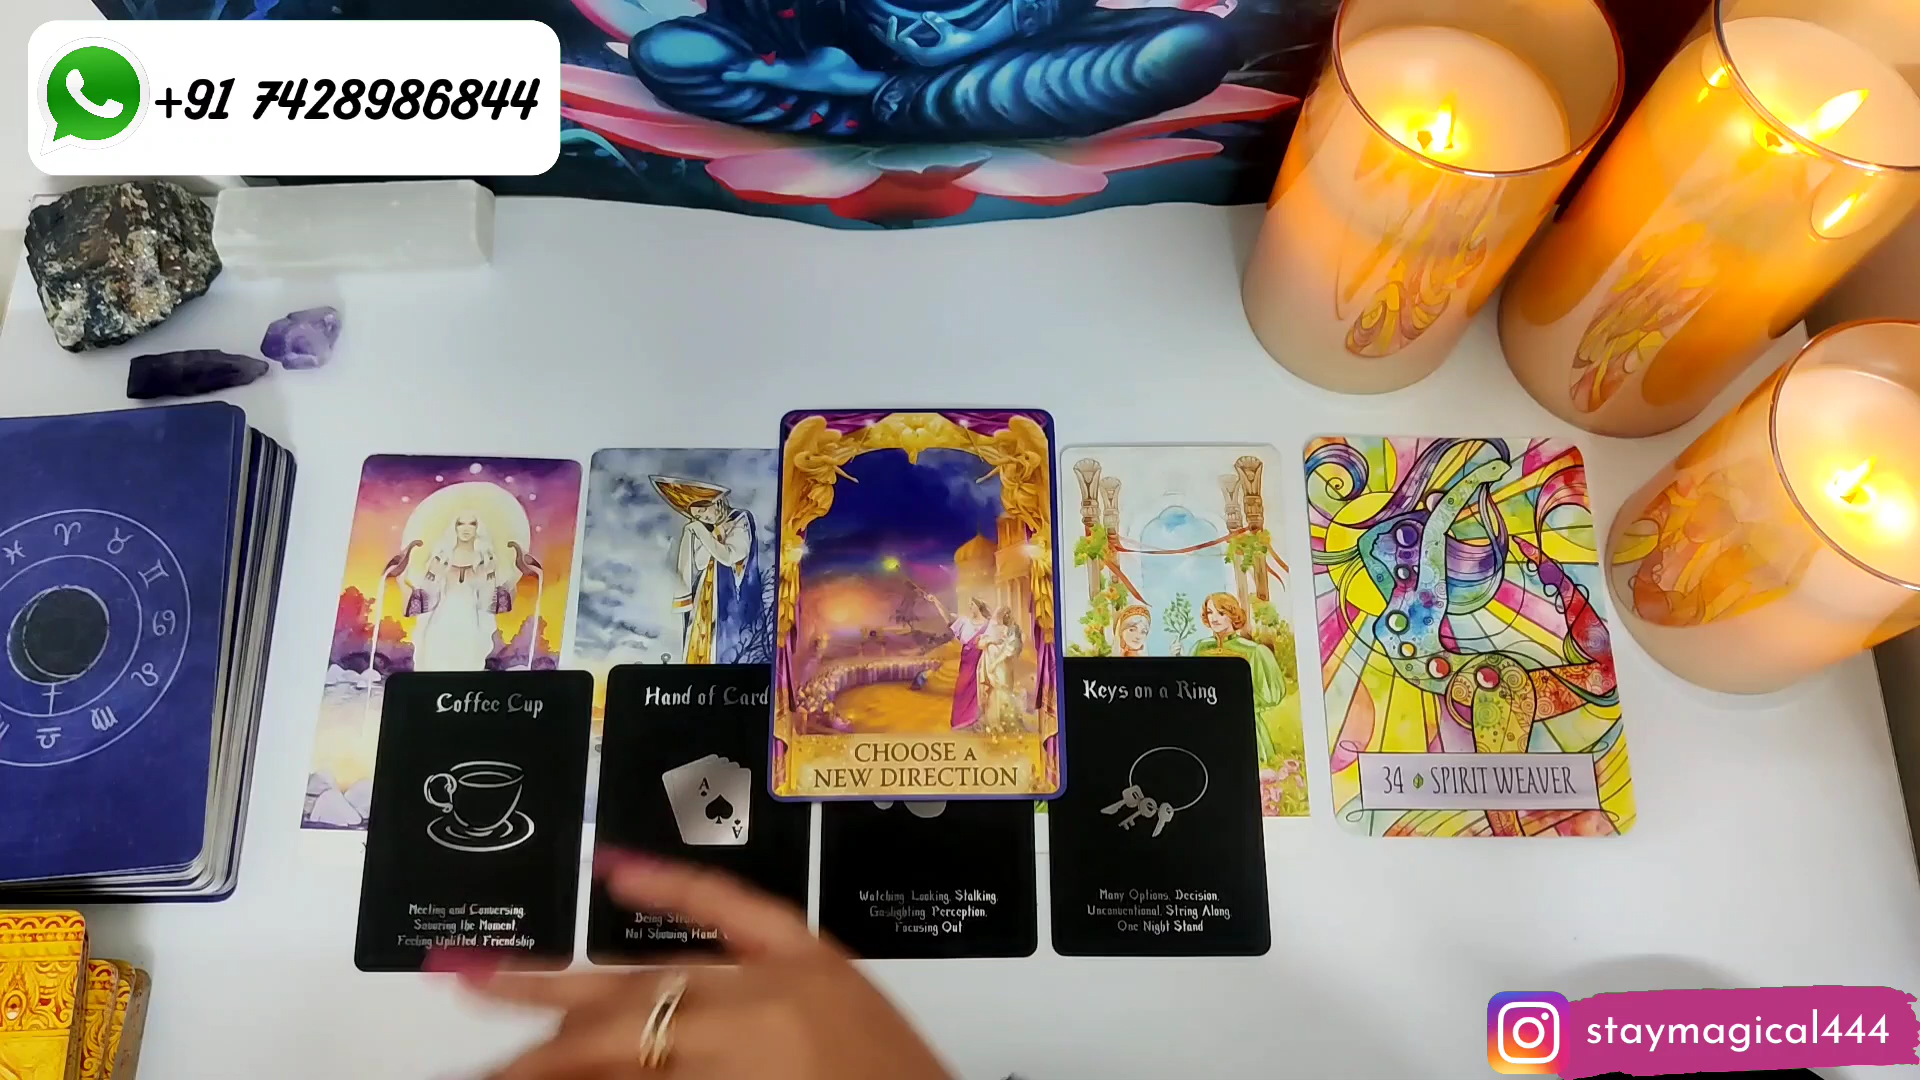 +91 7428986844
Coffee Cup
Meeting and Conversing.
Savouring the Moment.
Feeling Uplifted. Friendship
Hand of Card
A
A
Being
Not Showing Hand
CHOOSE A
NEW DIRECTION
Watching. Looking. Stalking.
Gaslighting Perception.
Focusing Out
Keys on a Ring
Many Options. Decision.
Unconventional. String Along.
One Night Stand
34 SPIRIT WEAVER
staymagical444